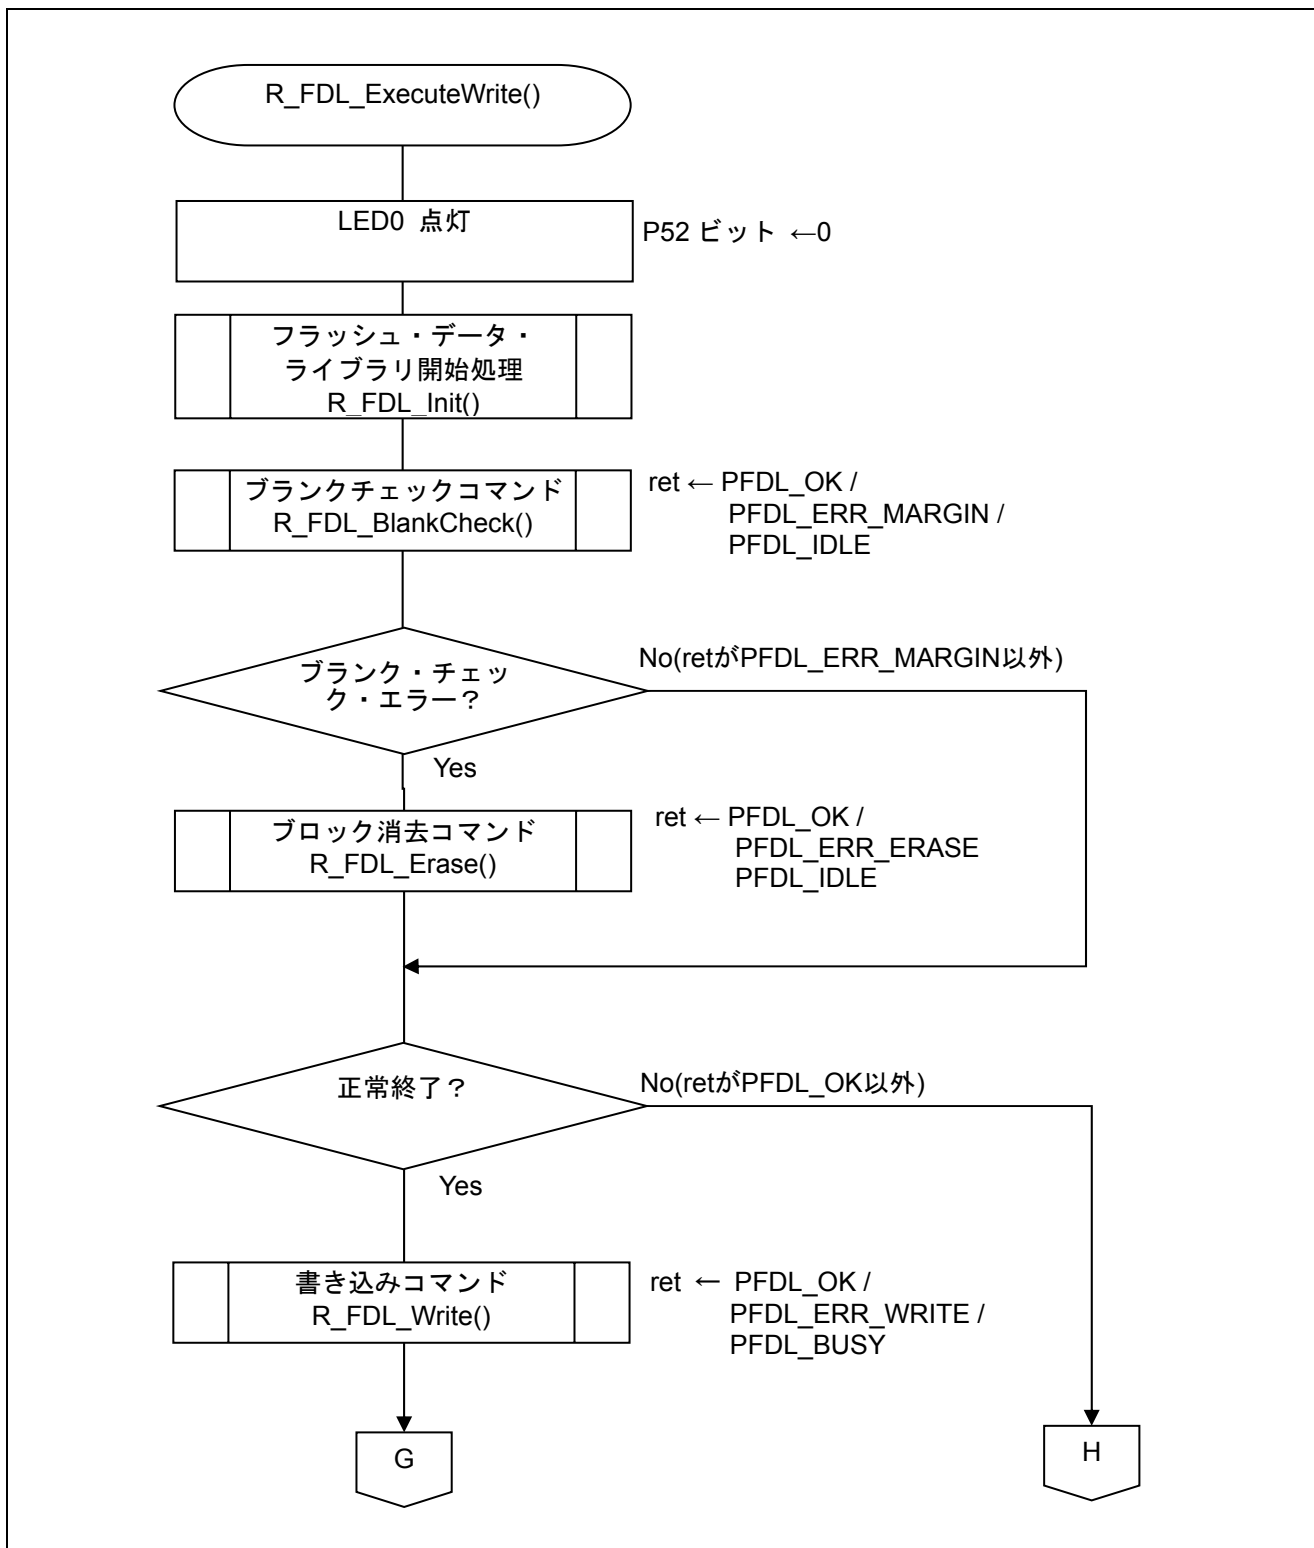 R_FDL_ExecuteWrite()
LED0 点灯
P52 ビット ←0
フラッシュ・データ・
ライブラリ開始処理
R_FDL_Init()
ブランクチェックコマンド
R_FDL_BlankCheck()
ret ← PFDL_OK /
PFDL_ERR_MARGIN /
PFDL_IDLE
ブランク・チェッ
ク・エラー？
No(retがPFDL_ERR_MARGIN以外)
Yes
ブロック消去コマンド
R_FDL_Erase()
ret ← PFDL_OK /
PFDL_ERR_ERASE
PFDL_IDLE
正常終了？
No(retがPFDL_OK以外)
Yes
書き込みコマンド
R_FDL_Write()
ret ← PFDL_OK /
PFDL_ERR_WRITE /
PFDL_BUSY
G
H